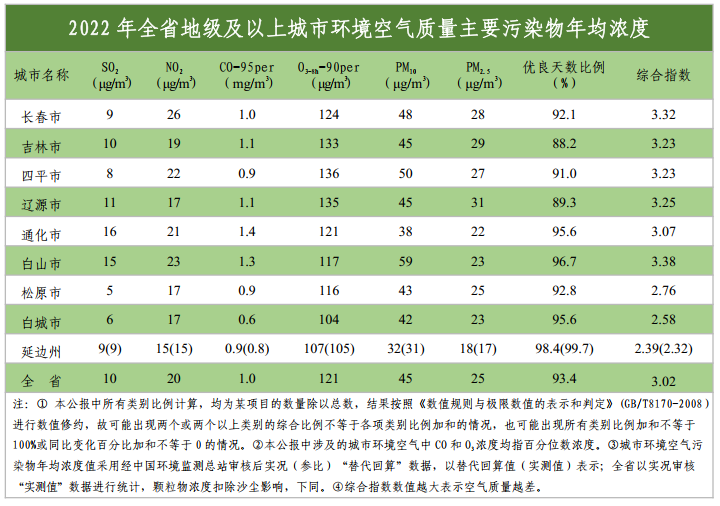 2022 年全省地级及以上城市环境空气质量主要污染物年均浓度
城市名称 SO2 (μg/m³) NO2 (μg/m³) CO-95per (mg/m³) O3-8h-90per (μg/m³) PM10 (μg/m³) PM2.5 (μg/m³) 优良天数比例 (%) 综合指数
长春市 9 26 1.0 124 48 28 92.1 3.32
吉林市 10 19 1.1 133 45 29 88.2 3.23
四平市 8 22 0.9 136 50 27 91.0 3.23
辽源市 11 17 1.1 135 45 31 89.3 3.25
通化市 16 21 1.4 121 38 22 95.6 3.07
白山市 15 23 1.3 117 59 23 96.7 3.38
松原市 5 17 0.9 116 43 25 92.8 2.76
白城市 6 17 0.6 104 42 23 95.6 2.58
延边州 9(9) 15(15) 0.9(0.8) 107(105) 32(31) 18(17) 98.4(99.7) 2.39(2.32)
全 省 10 20 1.0 121 45 25 93.4 3.02
注：① 本公报中所有类别比例计算，均为某项目的数量除以总数，结果按照《数值规则与极限数值的表示和判定》(GB/T8170-2008)
进行数值修约，故可能出现两个或两个以上类别的综合比例不等于各项类别比例加和的情况，也可能出现所有类别比例加和不等于
100%或同比变化百分比加和不等于 0 的情况。②本公报中涉及的城市环境空气中 CO 和 O3浓度均指百分位数浓度。③城市环境空气污
染物年均浓度值采用经中国环境监测总站审核后实况（参比）“替代回算”数据，以替代回算值（实测值）表示；全省以实况审核
“实测值”数据进行统计，颗粒物浓度扣除沙尘影响，下同。④综合指数数值越大表示空气质量越差。